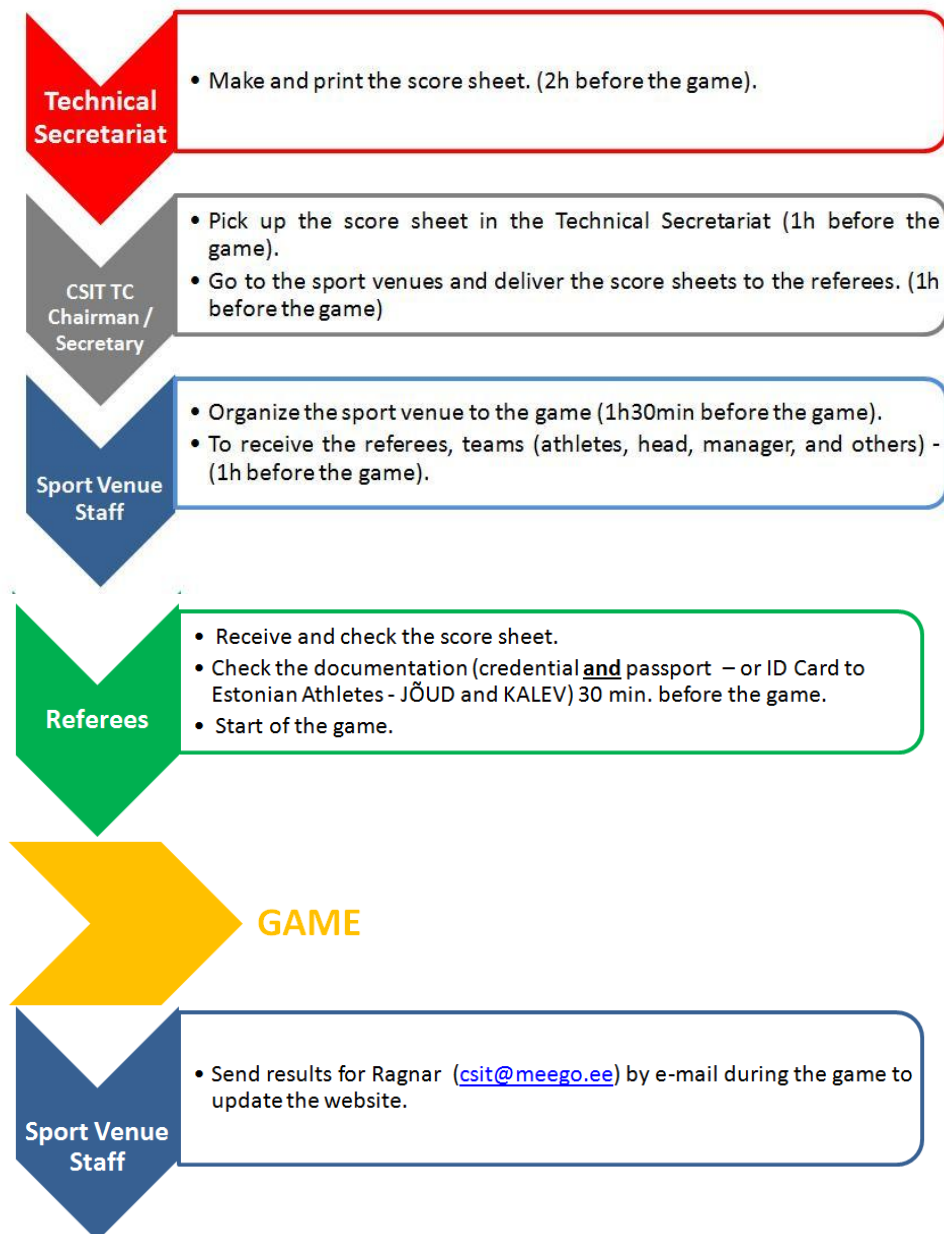 Technical
Secretariat
• Make and print the score sheet. (2h before the game).
CSIT TC
Chairman /
Secretary
• Pick up the score sheet in the Technical Secretariat (1h before the
game).
• Go to the sport venues and deliver the score sheets to the referees. (1h
before the game)
Sport Venue
Staff
• Organize the sport venue to the game (1h30min before the game).
• To receive the referees, teams (athletes, head, manager, and others) -
(1h before the game).
Referees
• Receive and check the score sheet.
• Check the documentation (credential and passport – or ID Card to
Estonian Athletes - JÕUD and KALEV) 30 min. before the game.
• Start of the game.
GAME
Sport Venue
Staff
• Send results for Ragnar (csit@meego.ee) by e-mail during the game to
update the website.